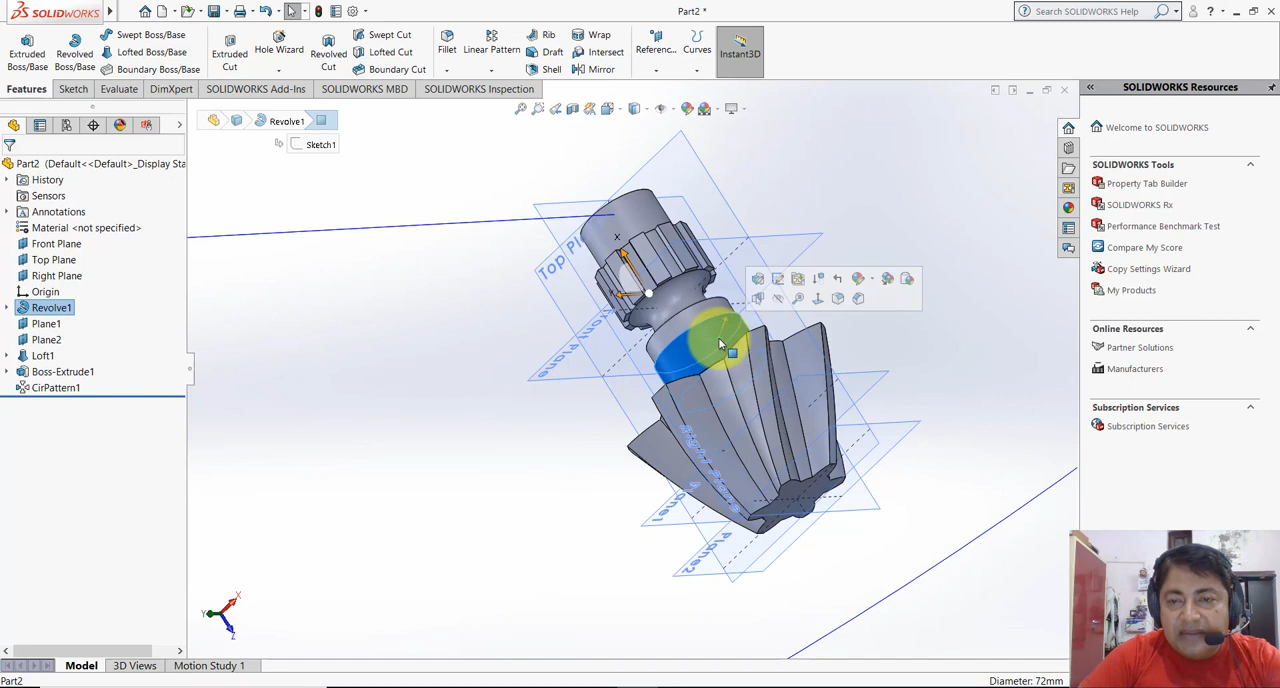 SOLIDWORKS
Part2 *
Search SOLIDWORKS Help
Extruded Boss/Base
Revolved Boss/Base
Swept Boss/Base
Lofted Boss/Base
Boundary Boss/Base
Extruded Cut
Hole Wizard
Revolved Cut
Swept Cut
Lofted Cut
Boundary Cut
Fillet
Linear Pattern
Rib
Draft
Shell
Wrap
Intersect
Mirror
Referenc...
Curves
Instant3D
Features
Sketch
Evaluate
DimXpert
SOLIDWORKS Add-Ins
SOLIDWORKS MBD
SOLIDWORKS Inspection
Part2 (Default<<Default>_Display Sta
History
Sensors
Annotations
Material <not specified>
Front Plane
Top Plane
Right Plane
Origin
Revolve1
Plane1
Plane2
Loft1
Boss-Extrude1
CirPattern1
Revolve1
Sketch1
Top Pl
Front Plane
Right Plane
Plane1
Plane2
X
Y
X
Z
SOLIDWORKS Resources
Welcome to SOLIDWORKS
SOLIDWORKS Tools
Property Tab Builder
SOLIDWORKS Rx
Performance Benchmark Test
Compare My Score
Copy Settings Wizard
My Products
Online Resources
Partner Solutions
Manufacturers
Subscription Services
Subscription Services
Model
3D Views
Motion Study 1
Part2
Diameter: 72mm